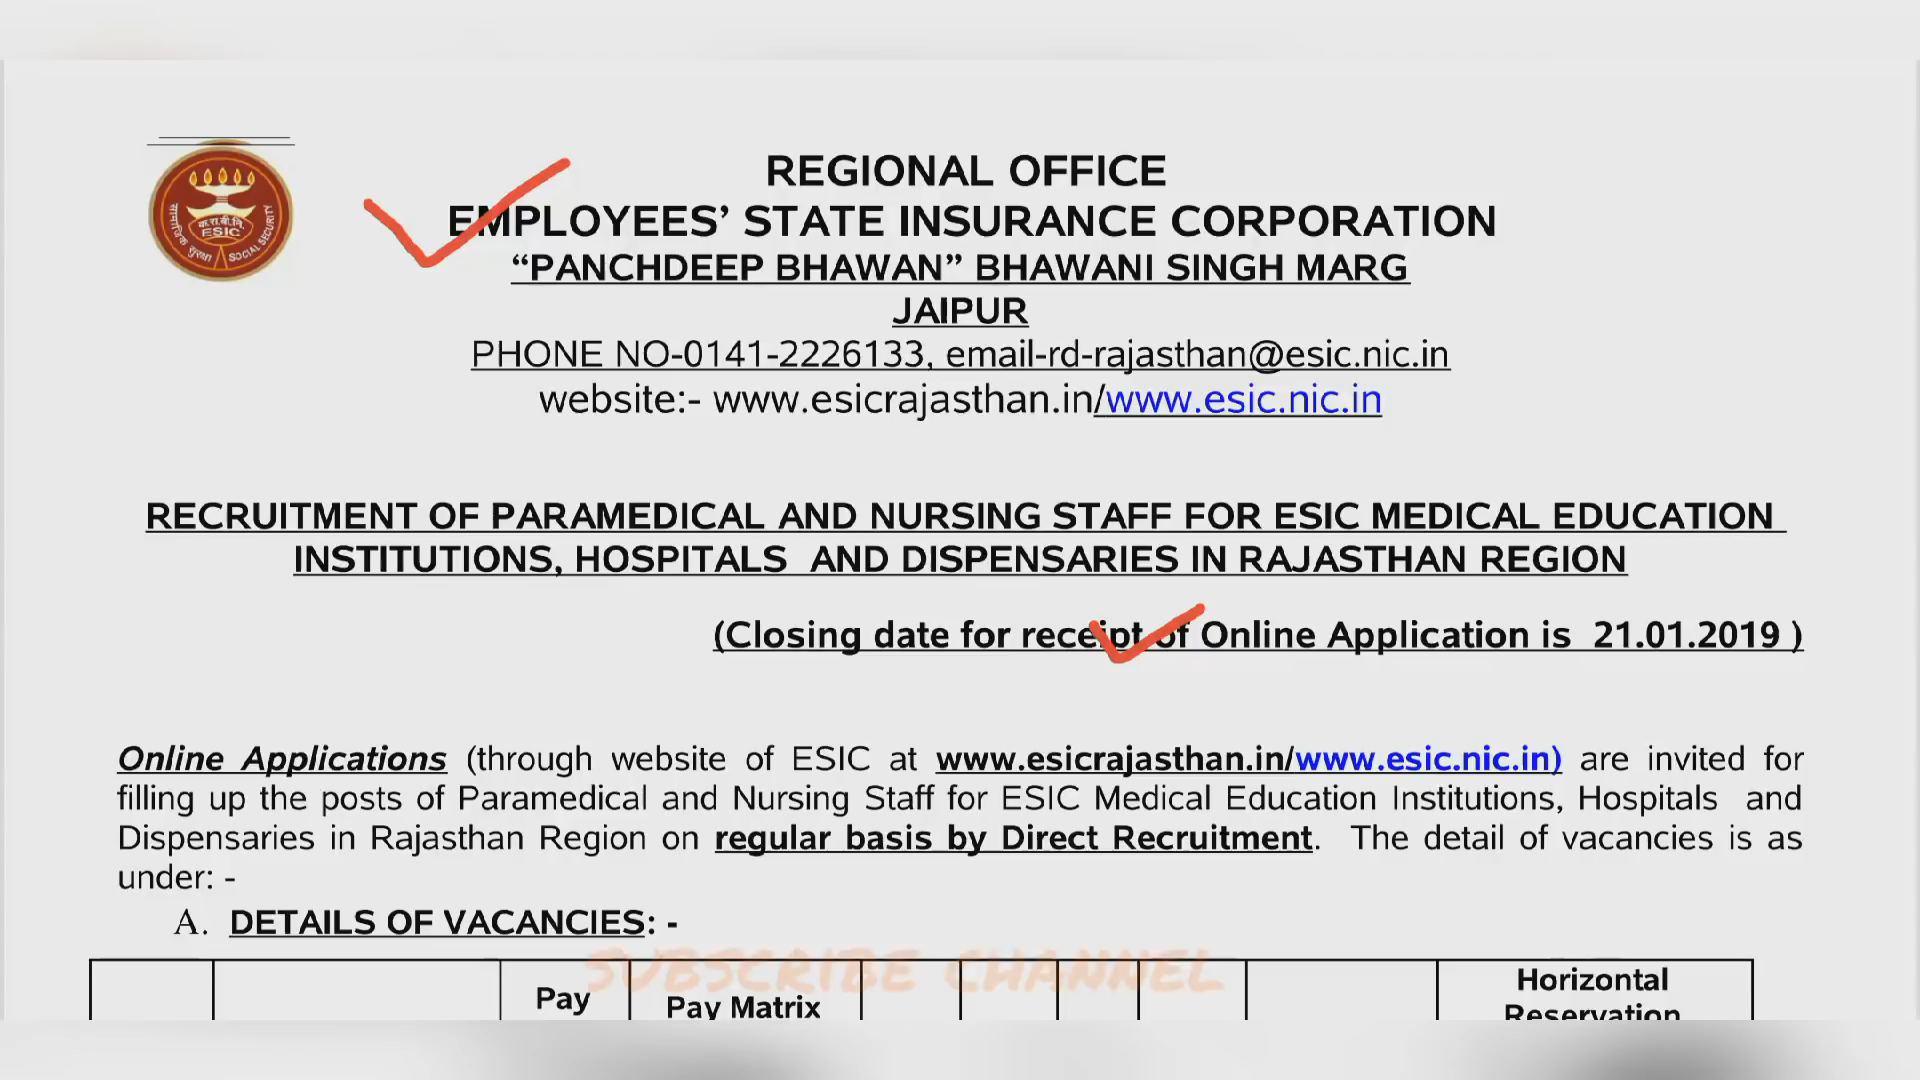 सामाजिक सुरक्षा
क.रा.बी.नि.
ESIC
SOCIAL SECURITY
REGIONAL OFFICE
EMPLOYEES’ STATE INSURANCE CORPORATION
“PANCHDEEP BHAWAN” BHAWANI SINGH MARG
JAIPUR
PHONE NO-0141-2226133, email-rd-rajasthan@esic.nic.in
website:- www.esicrajasthan.in/www.esic.nic.in
RECRUITMENT OF PARAMEDICAL AND NURSING STAFF FOR ESIC MEDICAL EDUCATION
INSTITUTIONS, HOSPITALS AND DISPENSARIES IN RAJASTHAN REGION
(Closing date for receipt of Online Application is 21.01.2019 )
Online Applications (through website of ESIC at www.esicrajasthan.in/www.esic.nic.in) are invited for
filling up the posts of Paramedical and Nursing Staff for ESIC Medical Education Institutions, Hospitals and
Dispensaries in Rajasthan Region on regular basis by Direct Recruitment. The detail of vacancies is as
under: -
A. DETAILS OF VACANCIES: -
SUBSCRIBE CHANNEL
Pay
Pay Matrix
Horizontal
Reservation